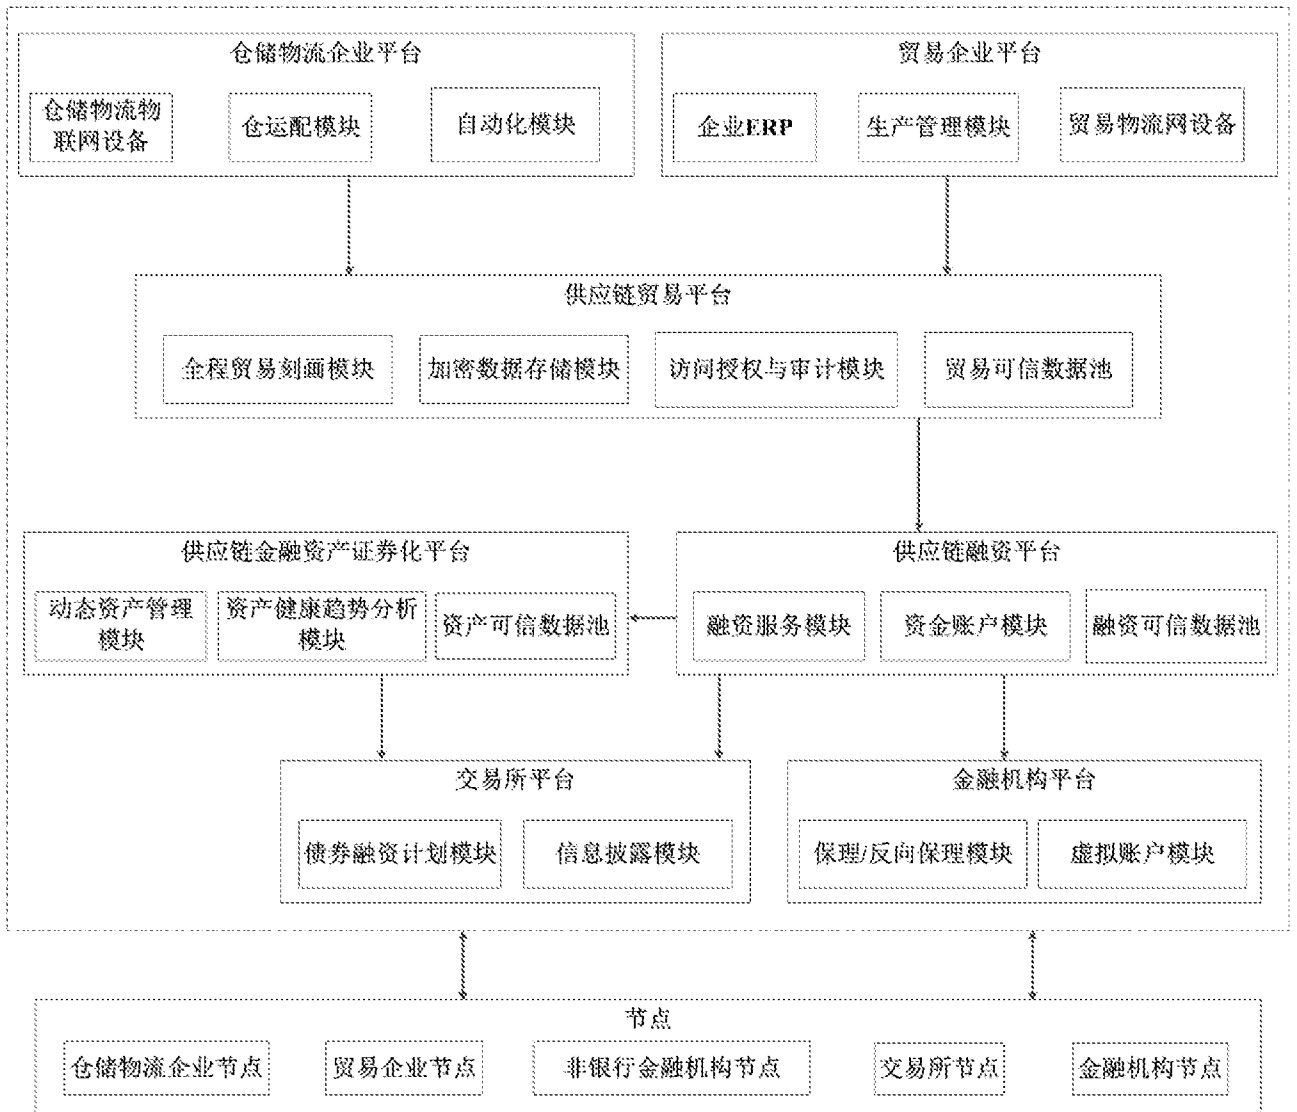 仓储物流企业平台
仓储物流物
联网设备
仓运配模块
自动化模块
贸易企业平台
企业ERP
生产管理模块
贸易物流网设备
供应链贸易平台
全程贸易刻画模块
加密数据存储模块
访问授权与审计模块
贸易可信数据池
供应链金融资产证券化平台
动态资产管理
模块
资产健康趋势分析
模块
资产可信数据池
供应链融资平台
融资服务模块
资金账户模块
融资可信数据池
交易所平台
债券融资计划模块
信息披露模块
金融机构平台
保理/反向保理模块
虚拟账户模块
节点
仓储物流企业节点
贸易企业节点
非银行金融机构节点
交易所节点
金融机构节点